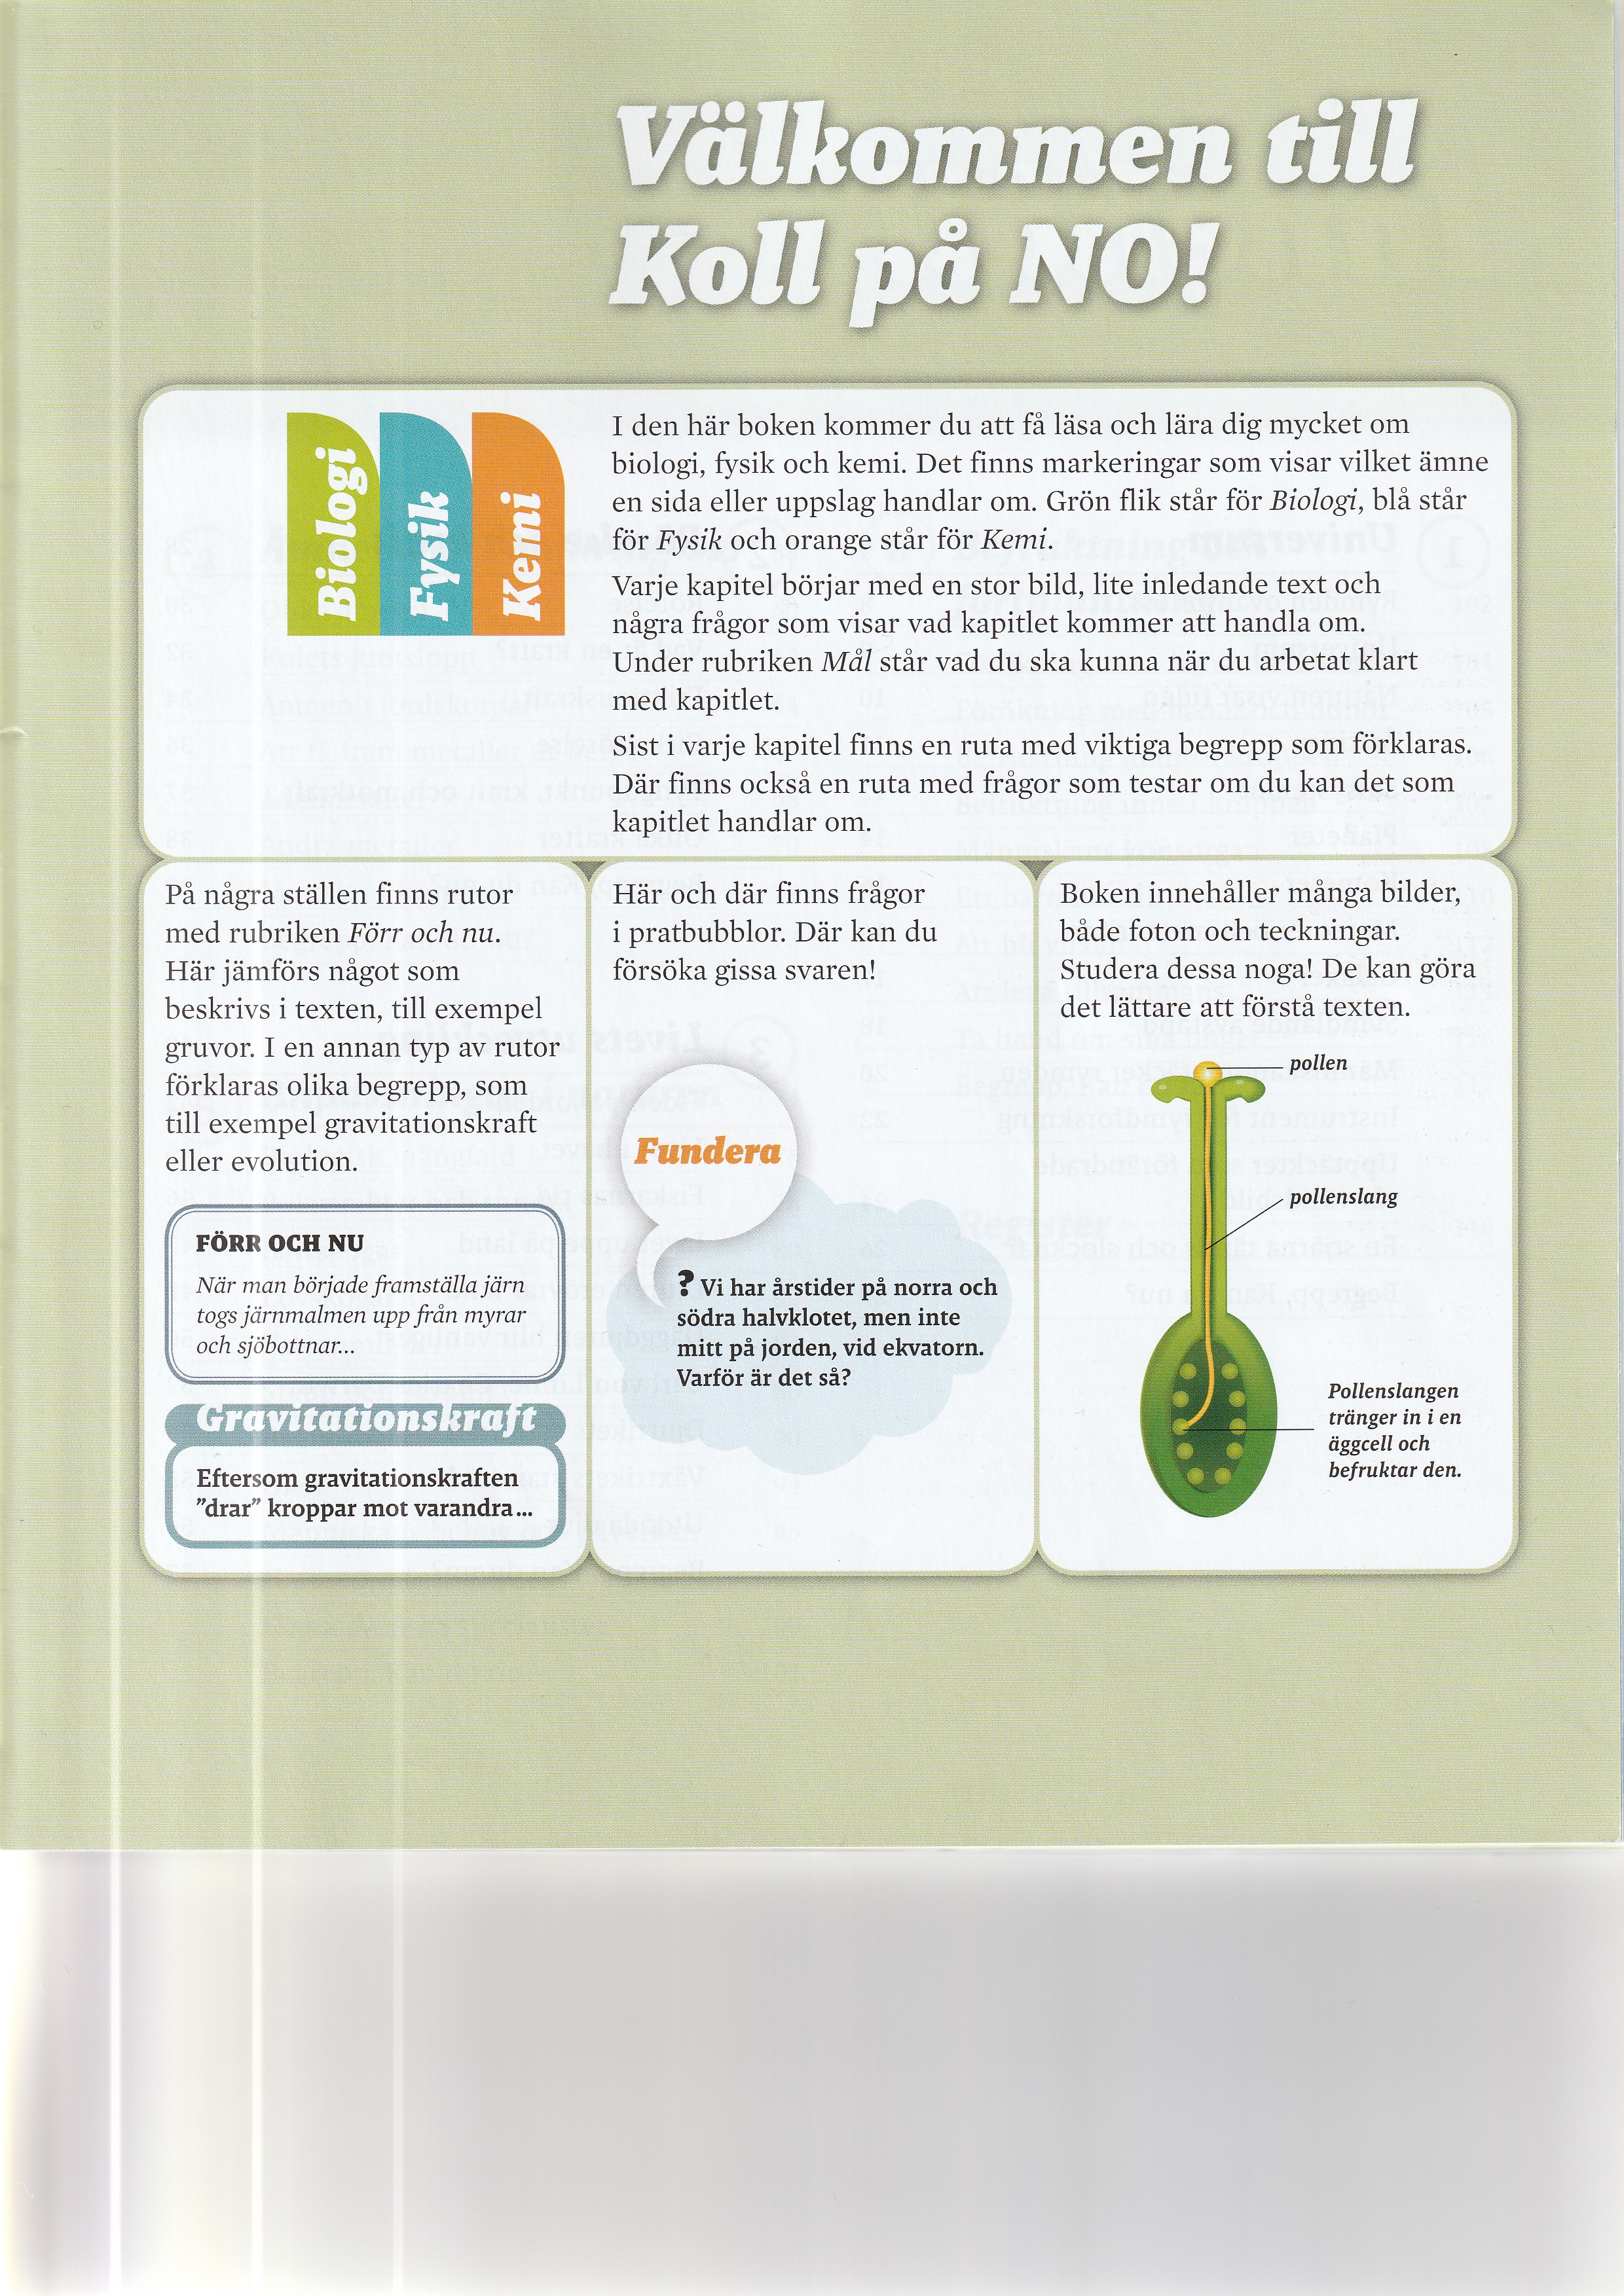 Välkommen till
Koll på NO!
Biologi
Fysik
Kemi
I den här boken kommer du att få läsa och lära dig mycket om
biologi, fysik och kemi. Det finns markeringar som visar vilket ämne
en sida eller uppslag handlar om. Grön flik står för Biologi, blå står
för Fysik och orange står för Kemi.
Varje kapitel börjar med en stor bild, lite inledande text och
några frågor som visar vad kapitlet kommer att handla om.
Under rubriken Mål står vad du ska kunna när du arbetat klart
med kapitlet.
Sist i varje kapitel finns en ruta med viktiga begrepp som förklaras.
Där finns också en ruta med frågor som testar om du kan det som
kapitlet handlar om.
På några ställen finns rutor
med rubriken Förr och nu.
Här jämförs något som
beskrivs i texten, till exempel
gruvor. I en annan typ av rutor
förklaras olika begrepp, som
till exempel gravitationskraft
eller evolution.
FÖRR OCH NU
När man började framställa järn
togs järnmalmen upp från myrar
och sjöbottnar...
Gravitationskraft
Eftersom gravitationskraften
”drar” kroppar mot varandra...
Här och där finns frågor
i pratbubblor. Där kan du
försöka gissa svaren!
Fundera
? Vi har årstider på norra och
södra halvklotet, men inte
mitt på jorden, vid ekvatorn.
Varför är det så?
Boken innehåller många bilder,
både foton och teckningar.
Studera dessa noga! De kan göra
det lättare att förstå texten.
pollen
pollenslang
Pollenslangen
tränger in i en
äggcell och
befruktar den.